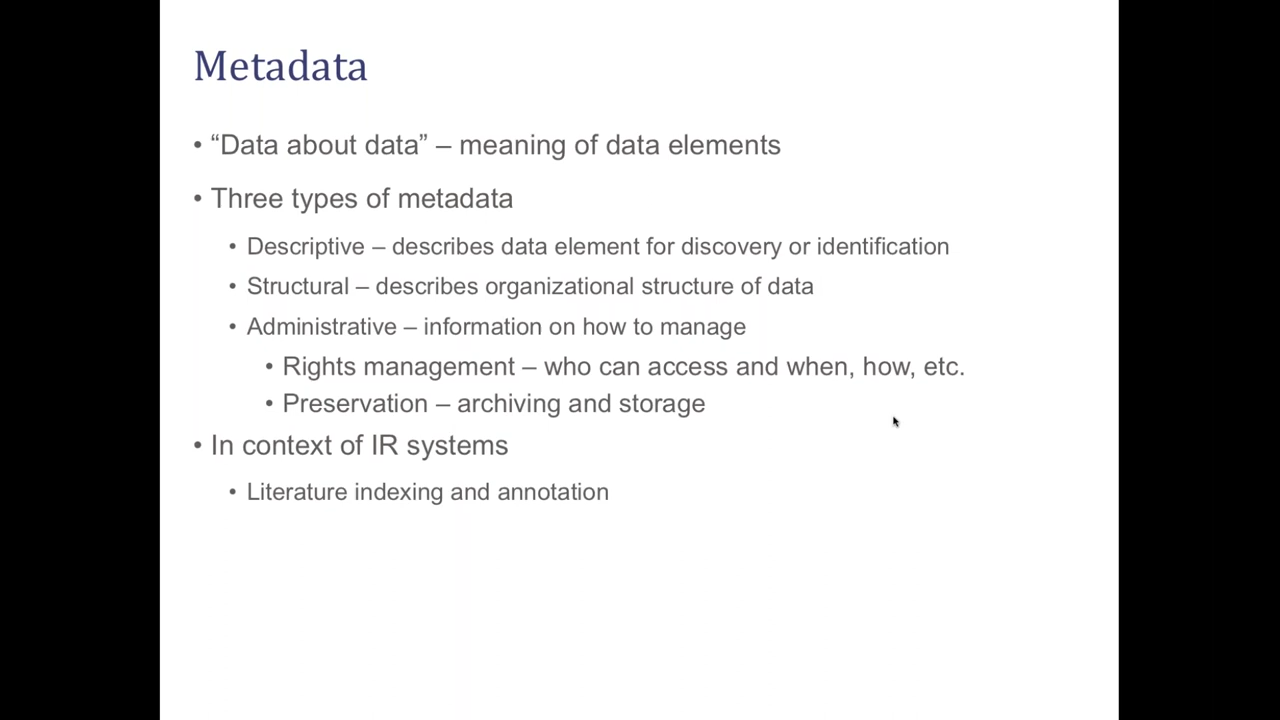 Metadata
• “Data about data” – meaning of data elements
• Three types of metadata
• Descriptive – describes data element for discovery or identification
• Structural – describes organizational structure of data
• Administrative – information on how to manage
• Rights management – who can access and when, how, etc.
• Preservation – archiving and storage
• In context of IR systems
• Literature indexing and annotation